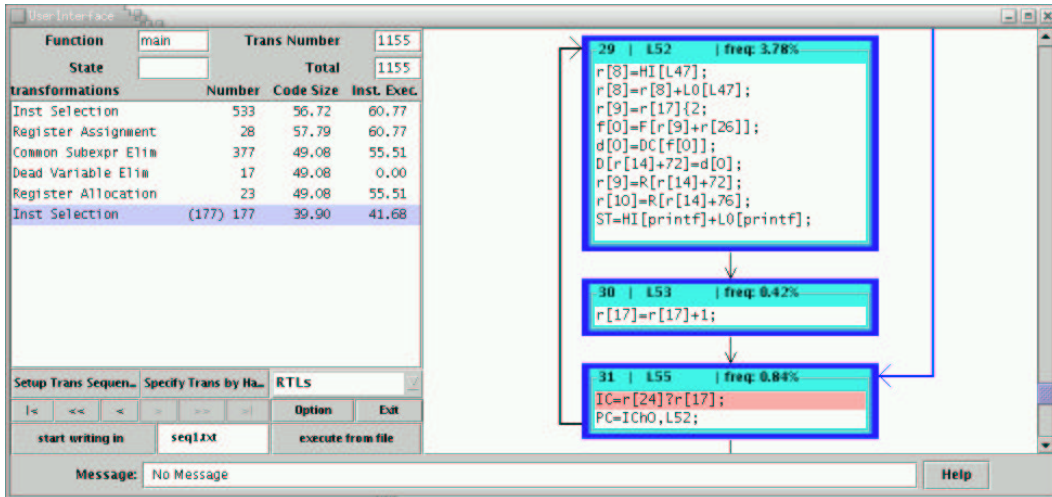 User Interface
Function main Trans Number 1155
State Total 1155
transformations Number Code Size Inst. Exec.
Inst Selection 533 56.72 60.77
Register Assignment 28 57.79 60.77
Common Subexpr Elim 377 49.08 55.51
Dead Variable Elim 17 49.08 0.00
Register Allocation 23 49.08 55.51
Inst Selection (177) 177 39.90 41.68
Setup Trans Sequen... Specify Trans by Ha... RTLs
|< << < > >> >| Option Exit
start writing in seq1.txt execute from file
Message: No Message Help
29 | L52 | freq: 3.78%
r[8]=HI[L47];
r[8]=r[8]+LO[L47];
r[9]=r[17]{2;
f[0]=F[r[9]+r[26]];
d[0]=DC[f[0]];
D[r[14]+72]=d[0];
r[9]=R[r[14]+72];
r[10]=R[r[14]+76];
ST=HI[printf]+LO[printf];
30 | L53 | freq: 0.42%
r[17]=r[17]+1;
31 | L55 | freq: 0.84%
IC=r[24]?r[17];
PC=ICh0,L52;